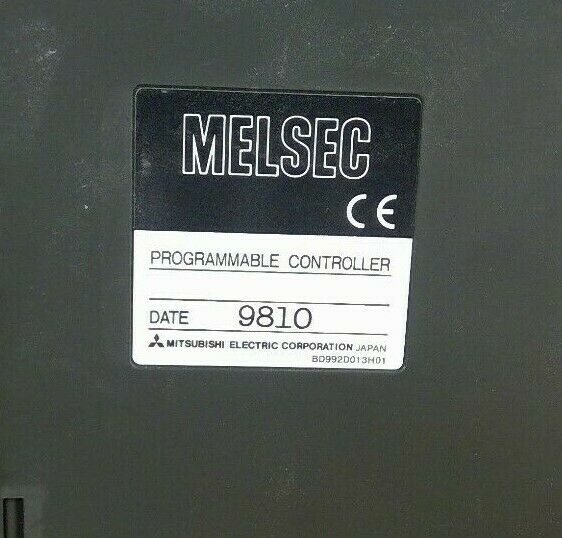 MELSEC
CE
PROGRAMMABLE CONTROLLER
DATE 9810
MITSUBISHI ELECTRIC CORPORATION JAPAN
BD992D013H01